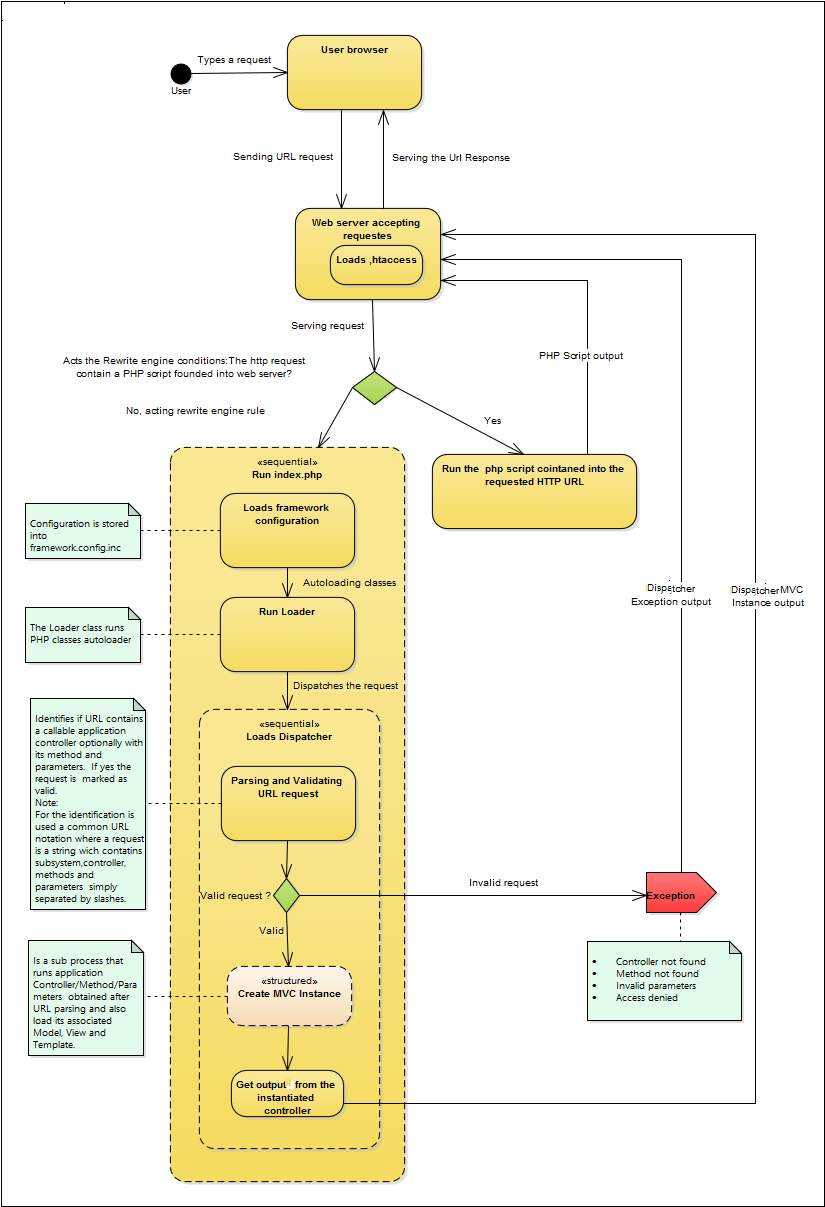 User browser
Types a request
User
Sending URL request
Serving the Url Response
Web server accepting
requestes
Loads ,htaccess
Serving request
PHP Script output
Acts the Rewrite engine conditions:The http request
contain a PHP script founded into web server?
No, acting rewrite engine rule
Yes
«sequential»
Run index.php
Run the php script cointaned into the
requested HTTP URL
Loads framework
configuration
Configuration is stored
into
framework.config.inc
Autoloading classes
Dispatcher
Exception output
DispatcherMVC
Instance output
Run Loader
The Loader class runs
PHP classes autoloader
Dispatches the request
«sequential»
Loads Dispatcher
Identifies if URL contains
a callable application
controller optionally with
its method and
parameters. If yes the
request is marked as
valid.
Note:
For the identification is
used a common URL
notation where a request
is a string wich contatins
subsystem,controller,
methods and
parameters simply
separated by slashes.
Parsing and Validating
URL request
Valid request ?
Invalid request
Exception
Valid
Is a sub process that
runs application
Controller/Method/Para
meters obtained after
URL parsing and also
load its associated
Model, View and
Template.
«structured»
Create MVC Instance
• Controller not found
• Method not found
• Invalid parameters
• Access denied
Get output from the
instantiated
controller